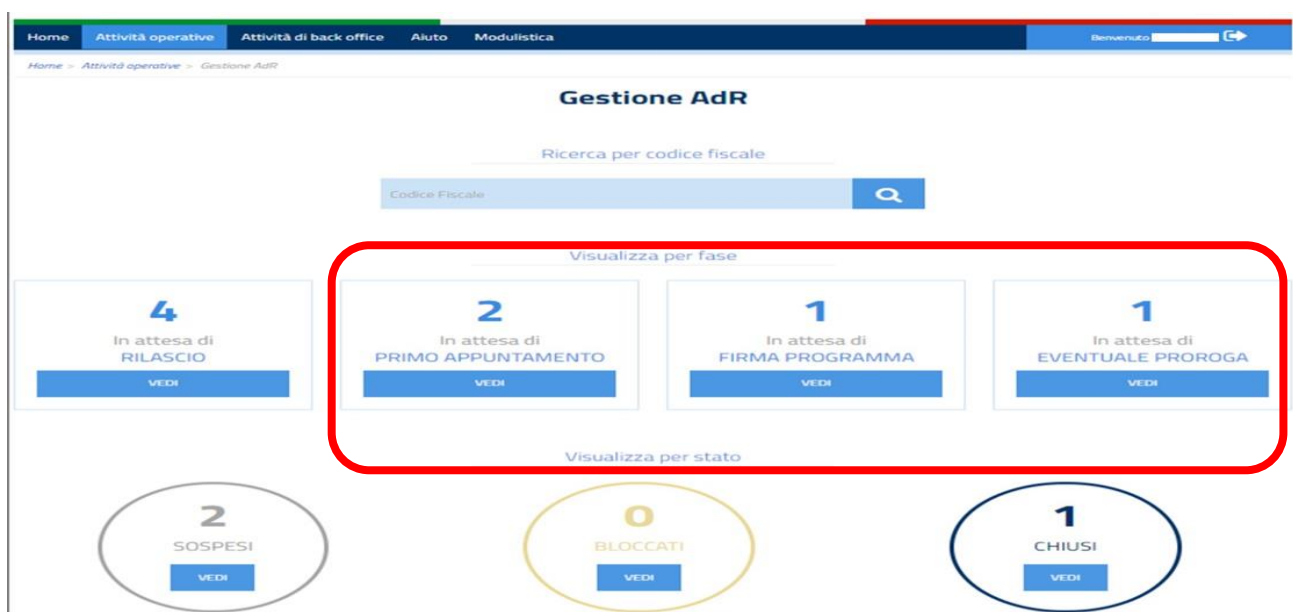 Home Attività operative Attività di back office Aiuto Modulistica Benvenuto
Home > Attività operative > Gestione AdR
Gestione AdR
Ricerca per codice fiscale
Codice Fiscale
Visualizza per fase
4 2 1 1
In attesa di In attesa di In attesa di In attesa di
RILASCIO PRIMO APPUNTAMENTO FIRMA PROGRAMMA EVENTUALE PROROGA
VEDI VEDI VEDI VEDI
Visualizza per stato
2 0 1
SOSPESI BLOCCATI CHIUSI
VEDI VEDI VEDI